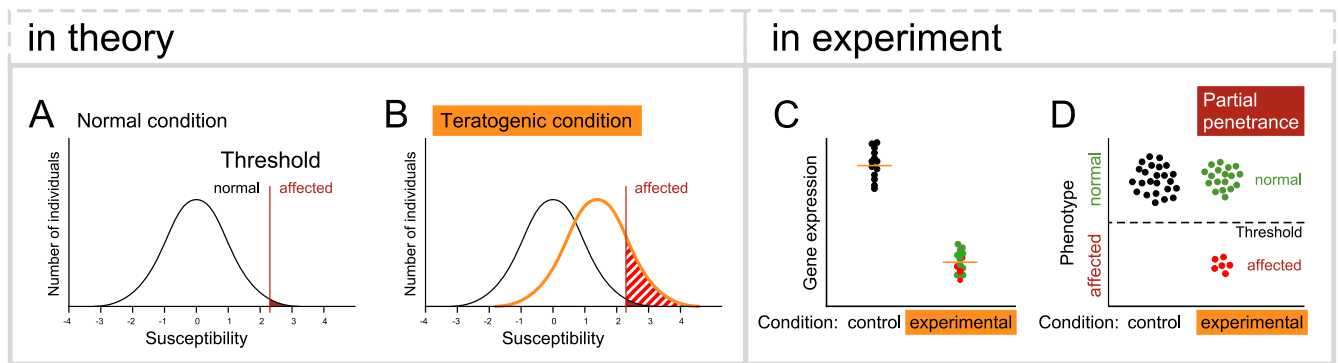 in theory
in experiment
A
Normal condition
Threshold
normal
affected
Number of individuals
-4 -3 -2 -1 0 1 2 3 4
Susceptibility
B
Teratogenic condition
affected
Number of individuals
-4 -3 -2 -1 0 1 2 3 4
Susceptibility
C
Gene expression
Condition: control experimental
D
Partial
penetrance
Phenotype
normal
affected
normal
Threshold
affected
Condition: control experimental